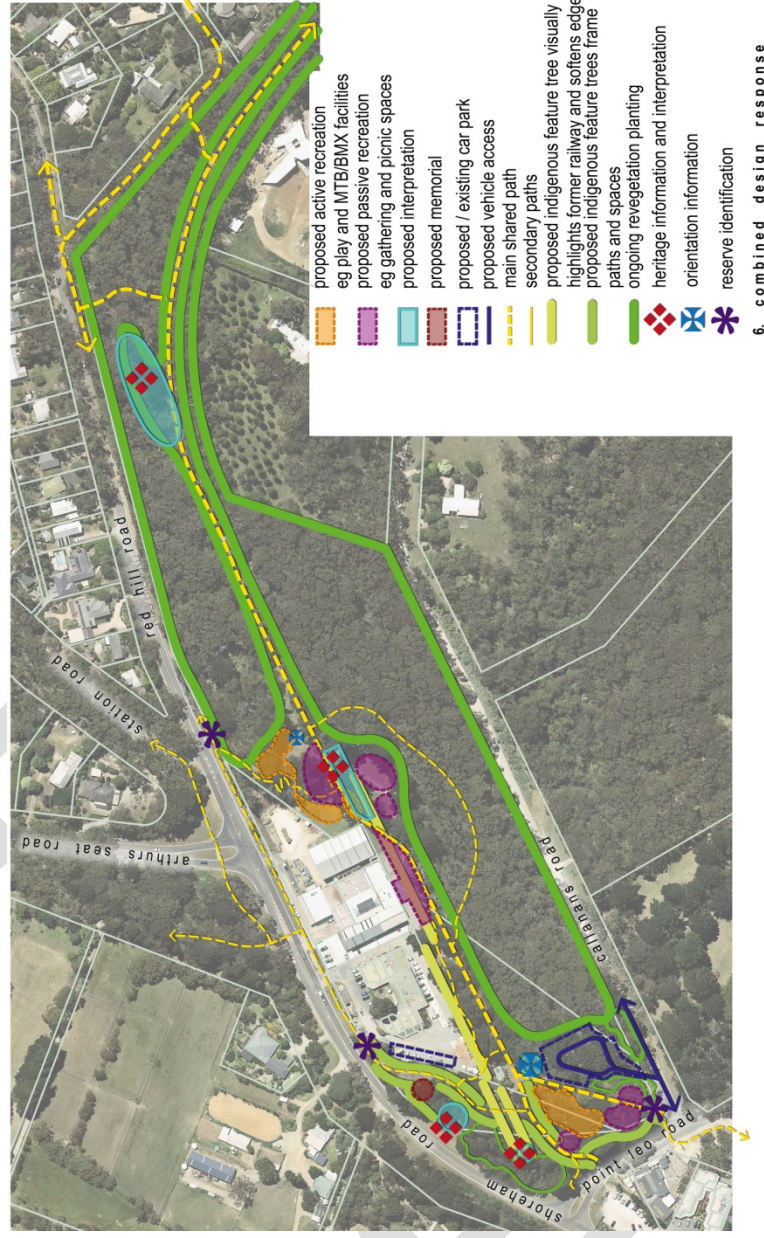 red hill road
station road
arthurs seat road
callanans road
shoreham
road
point leo road
proposed active recreation
eg play and MTB/BMX facilities
proposed passive recreation
eg gathering and picnic spaces
proposed interpretation
proposed memorial
proposed / existing car park
proposed vehicle access
main shared path
secondary paths
proposed indigenous feature tree visually
highlights former railway and softens edge
proposed indigenous feature trees frame
paths and spaces
ongoing revegetation planting
heritage information and interpretation
orientation information
reserve identification
6. combined design response